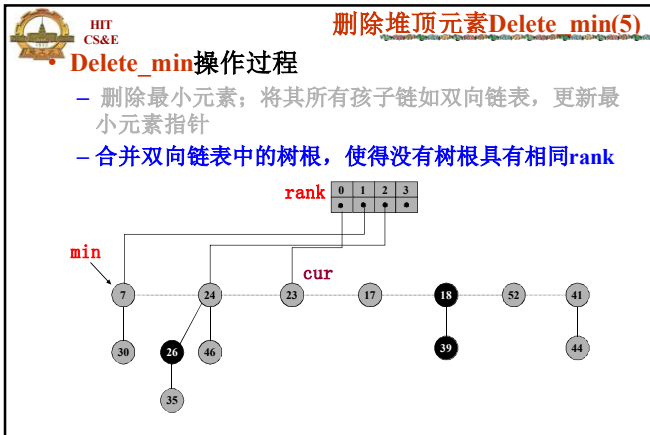 HIT
CS&E
删除堆顶元素Delete_min(5)
• Delete_min操作过程
– 删除最小元素；将其所有孩子链如双向链表，更新最
小元素指针
– 合并双向链表中的树根，使得没有树根具有相同rank
rank 0 1 2 3
min
cur
7 24 23 17 18 52 41
30 26 46 39 44
35